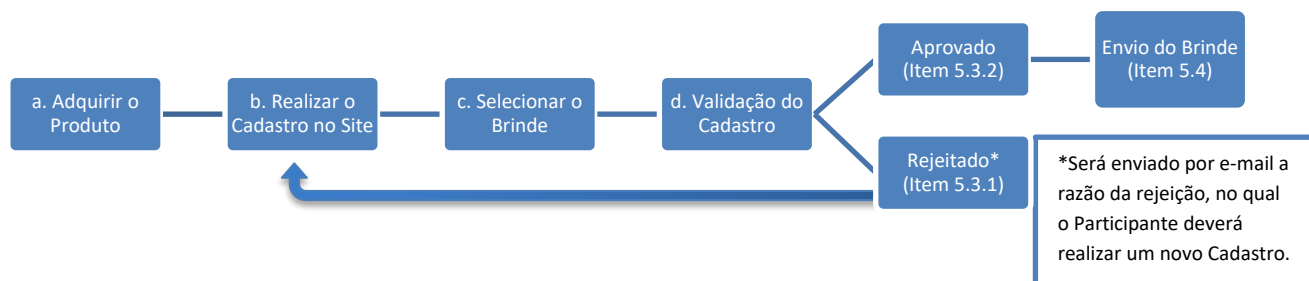 a. Adquirir o
Produto
b. Realizar o
Cadastro no Site
c. Selecionar o
Brinde
d. Validação do
Cadastro
Aprovado
(Item 5.3.2)
Envio do Brinde
(Item 5.4)
Rejeitado*
(Item 5.3.1)
*Será enviado por e-mail a
razão da rejeição, no qual
o Participante deverá
realizar um novo Cadastro.